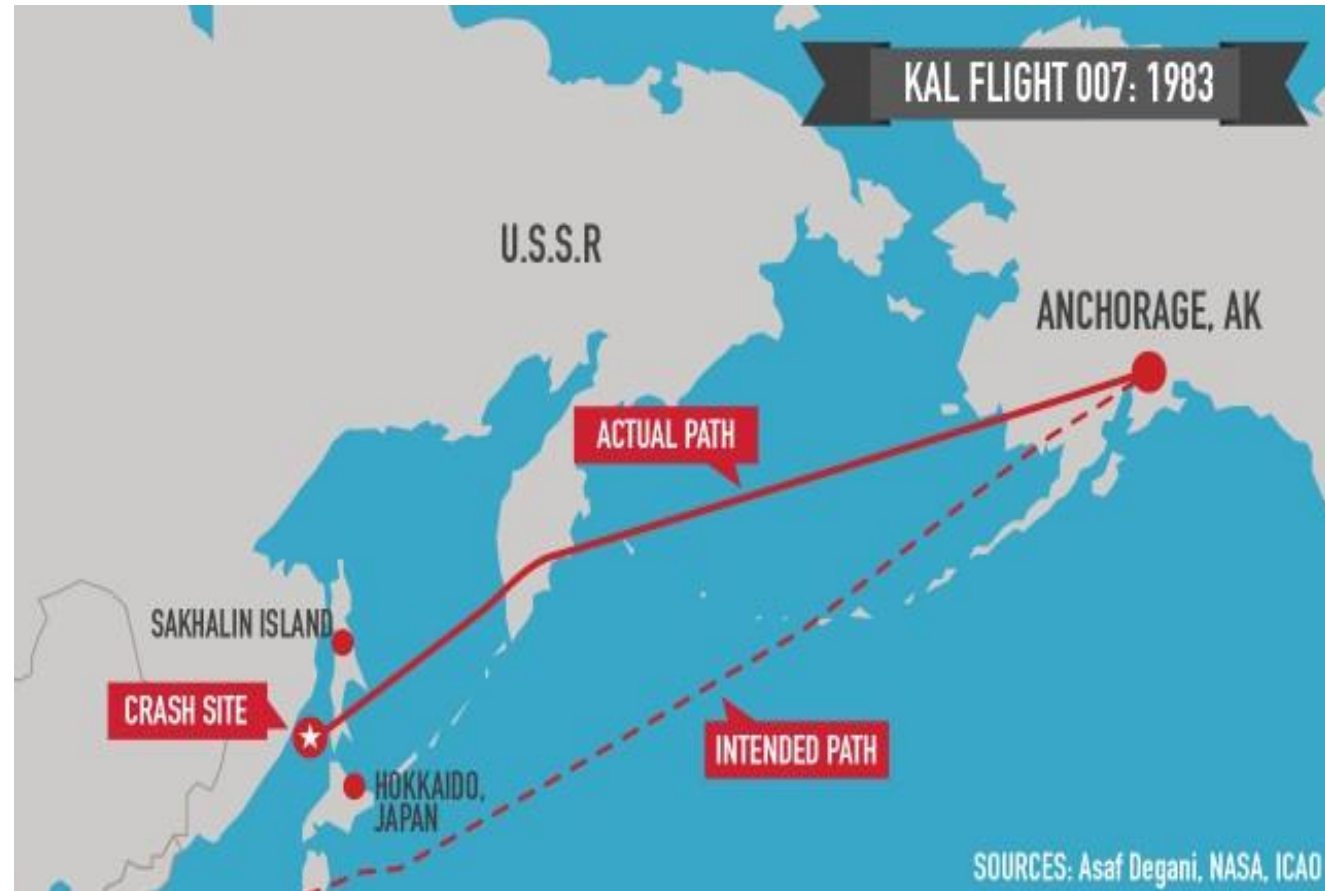 KAL FLIGHT 007: 1983
U.S.S.R
ANCHORAGE, AK
ACTUAL PATH
SAKHALIN ISLAND
CRASH SITE
INTENDED PATH
HOKKAIDO,
JAPAN
SOURCES: Asaf Degani, NASA, ICAO